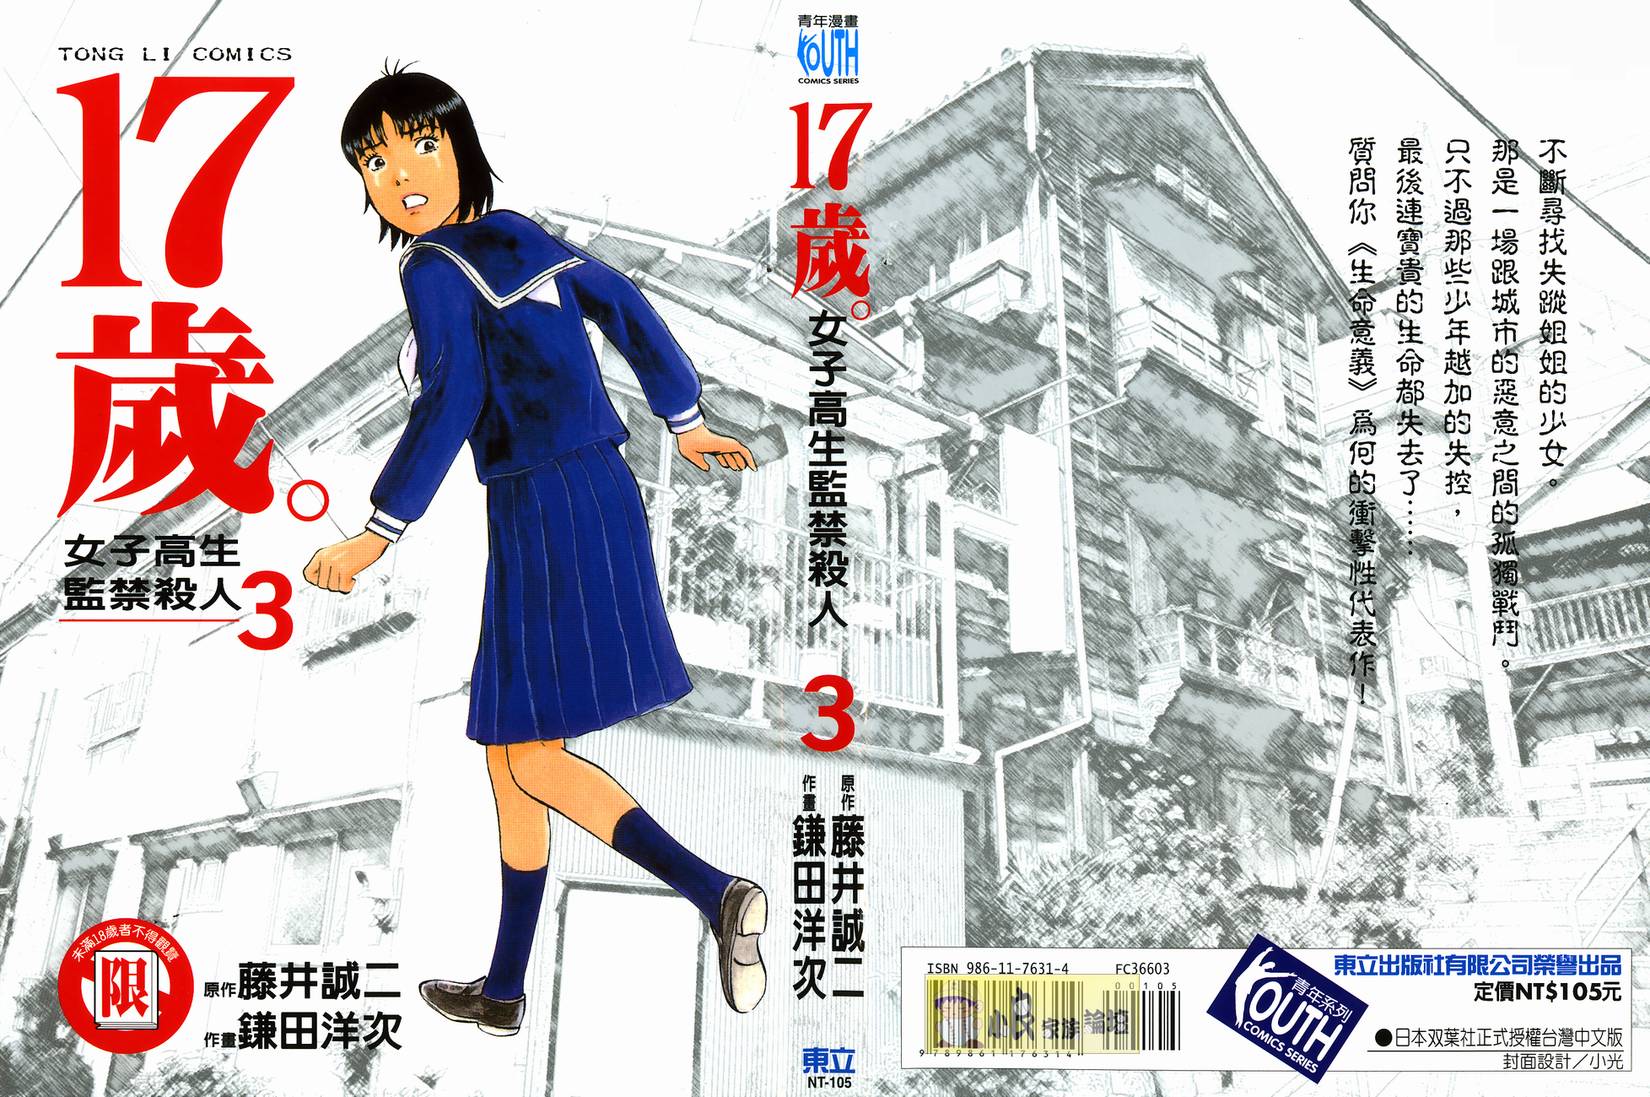 TONG LI COMICS
17
歲。
女子高生
監禁殺人
3
未滿18歲者不得觀覽
限
原作藤井誠二
作畫鎌田洋次
青年漫畫
YOUTH
COMICS SERIES
17歲。
女子高生監禁殺人
3
原作 藤井誠二
作畫 鎌田洋次
東立
NT-105
不斷尋找失蹤姐姐的少女。
那是一場跟城市的惡意之間的孤獨戰鬥。
只不過那些少年越加的失控,
最後連寶貴的生命都失去了……
質問你《生命意義》爲何的衝擊性代表作!
ISBN 986-11-7631-4 FC36603
00105
小 家族 論壇
9789861176314
青年系列
YOUTH
COMICS SERIES
東立出版社有限公司榮譽出品
定價NT$105元
●日本双葉社正式授權台灣中文版
封面設計/小光